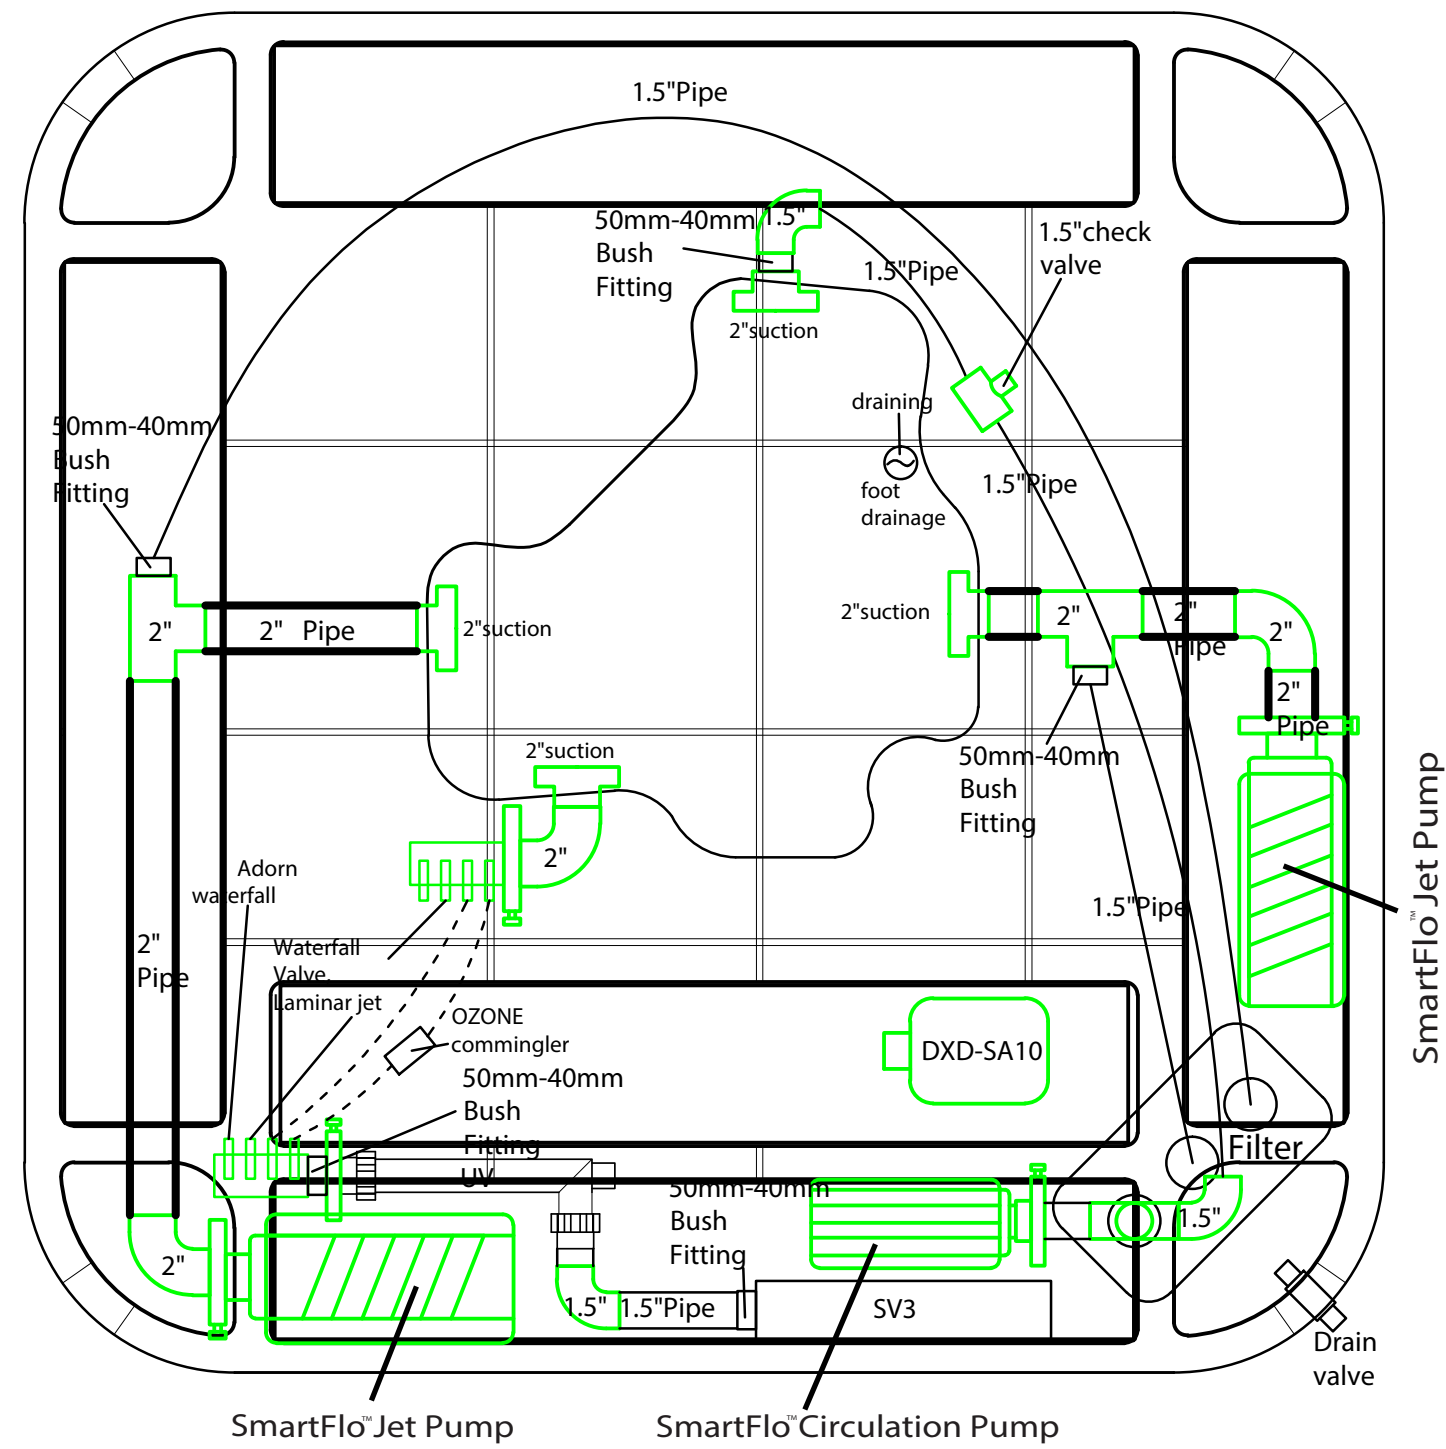 1.5"Pipe
50mm-40mm
Bush
Fitting
1.5"
1.5"check
valve
1.5"Pipe
2"suction
draining
50mm-40mm
Bush
Fitting
foot
drainage
1.5"Pipe
2"
2" Pipe
2"suction
2"suction
2"
2"
Pipe
2"
2"
Pipe
2"suction
50mm-40mm
Bush
Fitting
SmartFlo™ Jet Pump
2"
Adorn
waterfall
1.5"Pipe
2"
Pipe
Waterfall
Valve,
Laminar jet
OZONE
commingler
DXD-SA10
50mm-40mm
Bush
Fitting
UV
Filter
50mm-40mm
Bush
Fitting
1.5"
2"
1.5"
1.5"Pipe
SV3
Drain
valve
SmartFlo™ Jet Pump
SmartFlo™ Circulation Pump